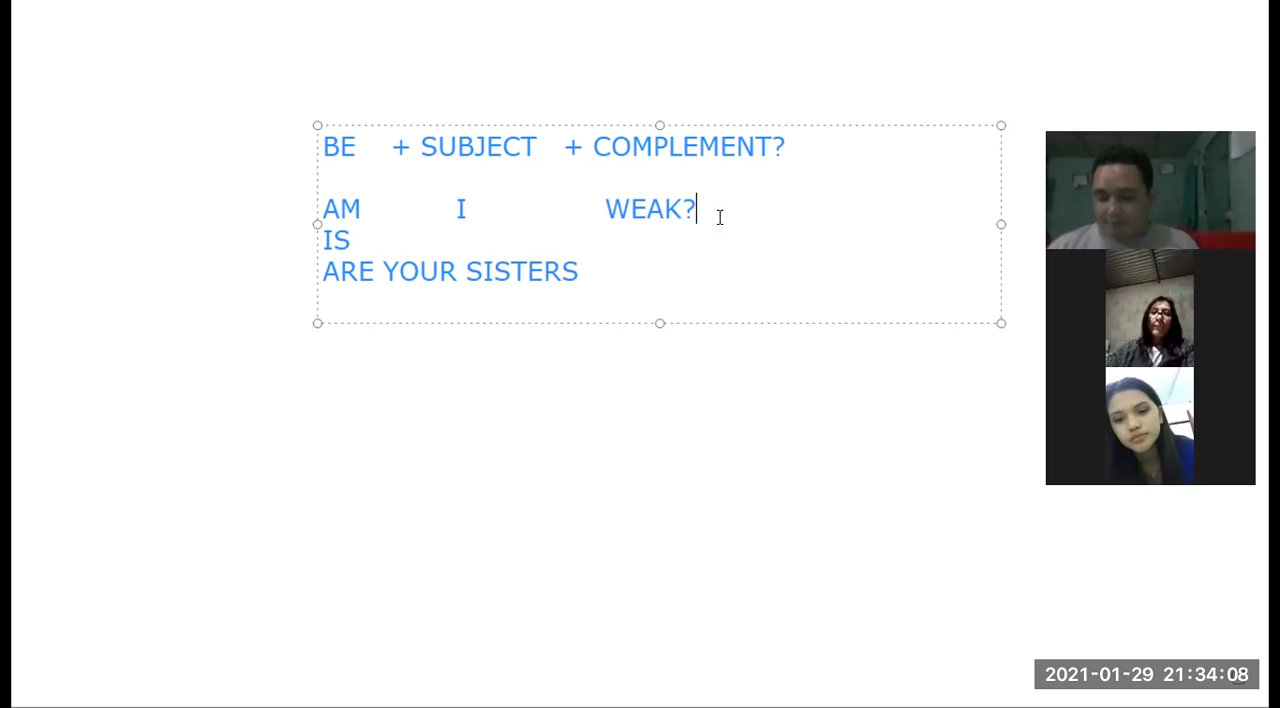 BE + SUBJECT + COMPLEMENT?
AM I WEAK?
IS
ARE YOUR SISTERS
2021-01-29 21:34:08